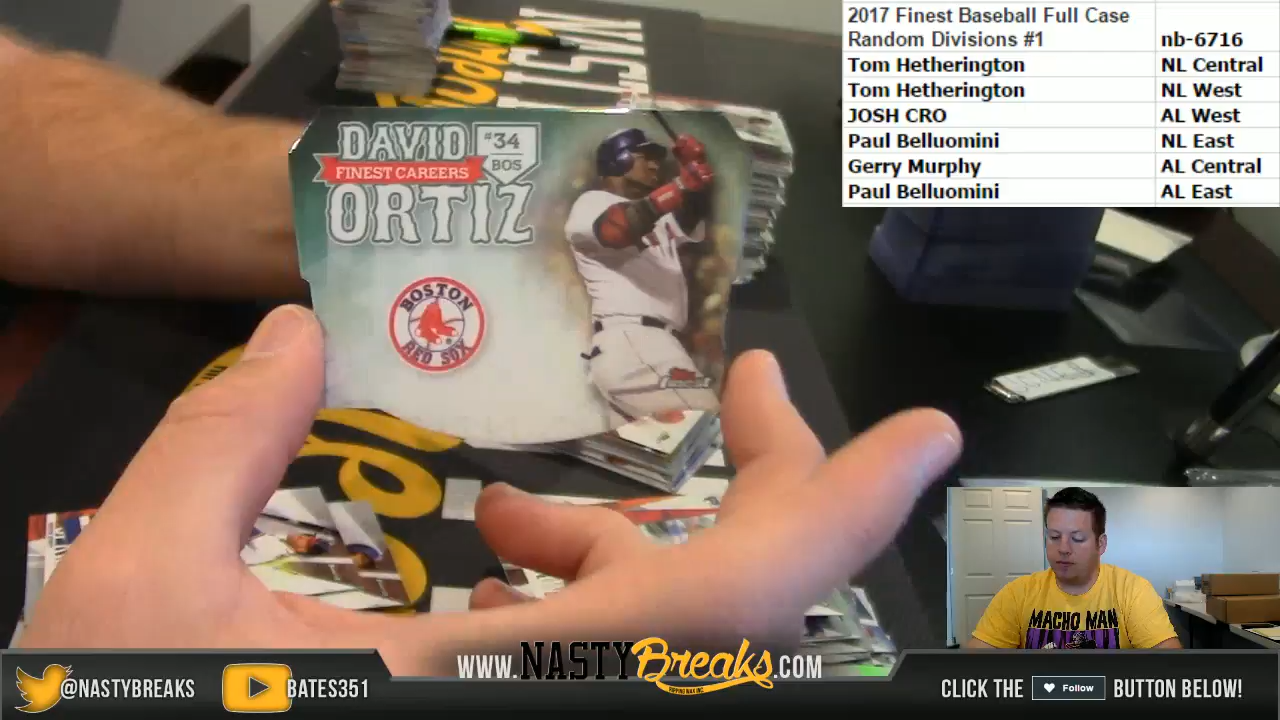 2017 Finest Baseball Full Case
Random Divisions #1 nb-6716
Tom Hetherington NL Central
Tom Hetherington NL West
JOSH CRO AL West
Paul Belluomini NL East
Gerry Murphy AL Central
Paul Belluomini AL East
DAVID #34
FINEST CAREERS BOS
ORTIZ
BOSTON
RED SOX
Topps
finest
MACHO MAN
WWW.NASTYBreaks.COM
@NASTYBREAKS
BATES351
CLICK THE Follow BUTTON BELOW!